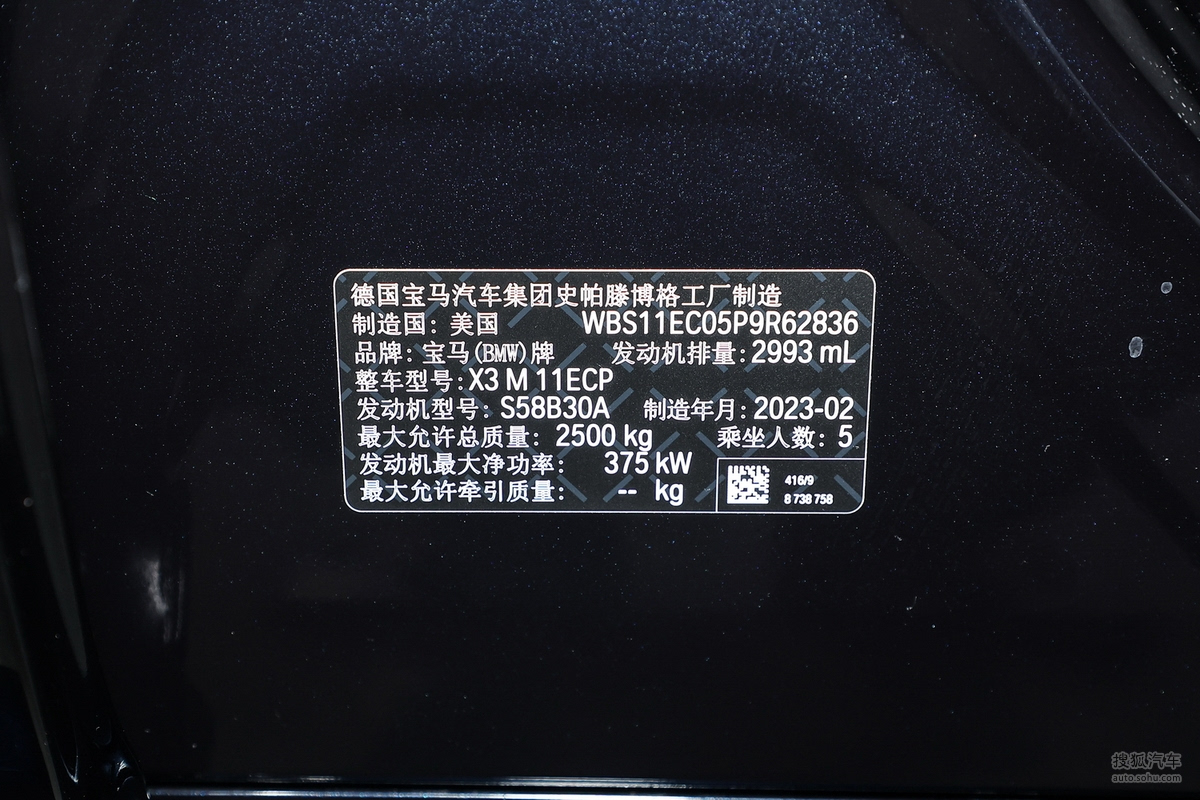 德国宝马汽车集团史帕滕博格工厂制造
制造国：美国 WBS11EC05P9R62836
品牌：宝马(BMW)牌 发动机排量：2993 mL
整车型号：X3 M 11ECP
发动机型号：S58B30A 制造年月：2023-02
最大允许总质量：2500 kg 乘坐人数：5
发动机最大净功率： 375 kW
最大允许牵引质量： -- kg
416/9
8 738 758
搜狐汽车
auto.sohu.com